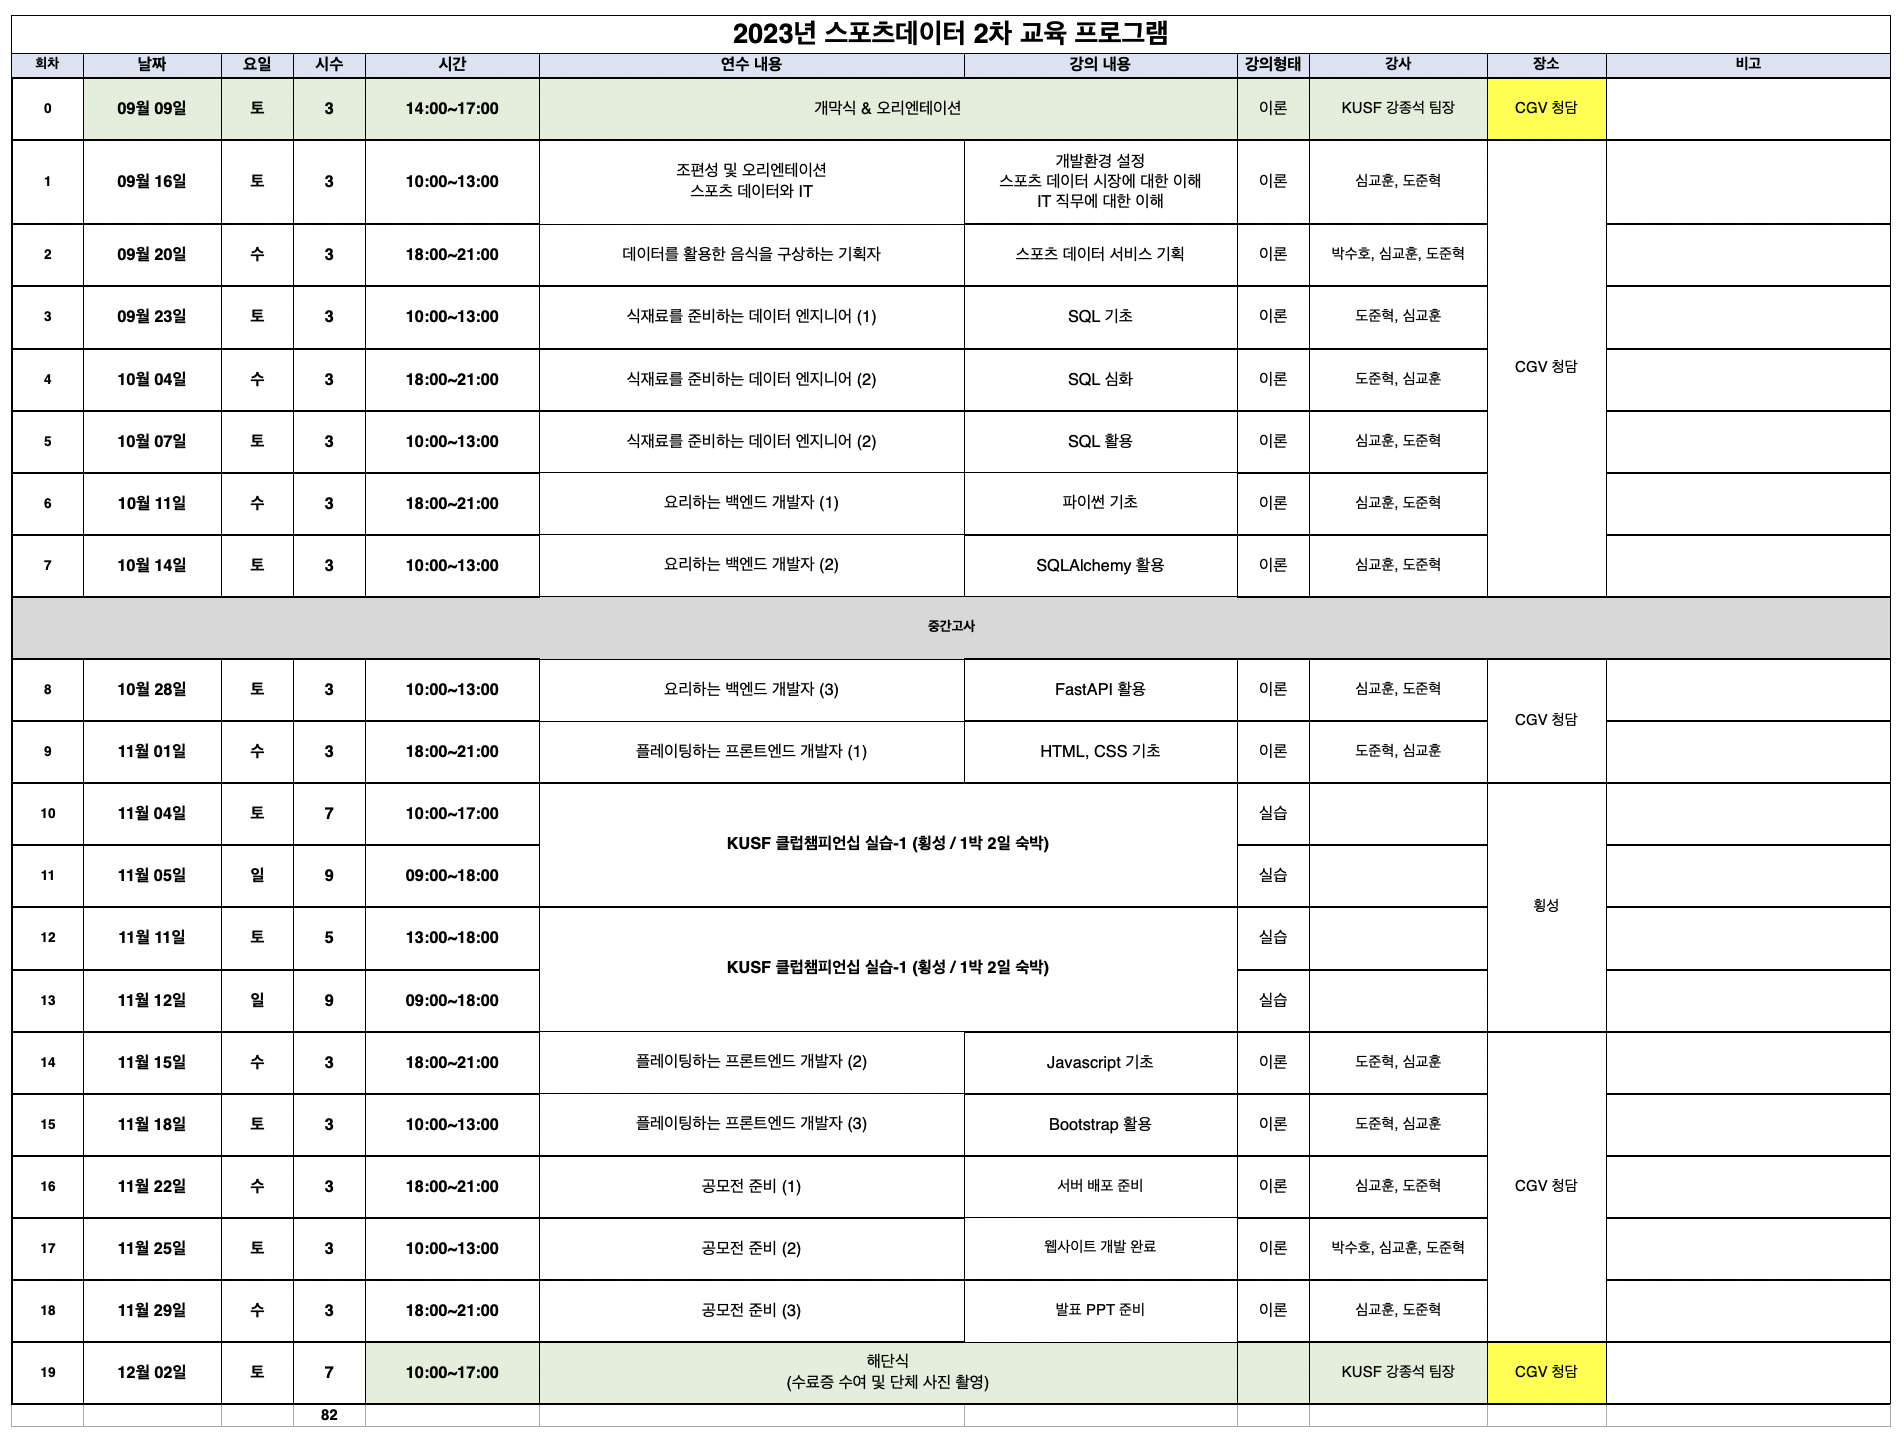 2023년 스포츠데이터 2차 교육 프로그램
회차 날짜 요일 시수 시간 연수 내용 강의 내용 강의형태 강사 장소 비고
0 09월 09일 토 3 14:00~17:00 개막식 & 오리엔테이션 이론 KUSF 강종석 팀장 CGV 청담
1 09월 16일 토 3 10:00~13:00 조편성 및 오리엔테이션
스포츠 데이터와 IT
개발환경 설정
스포츠 데이터 시장에 대한 이해
IT 직무에 대한 이해
이론 심교훈, 도준혁
2 09월 20일 수 3 18:00~21:00 데이터를 활용한 음식을 구상하는 기획자 스포츠 데이터 서비스 기획 이론 박수호, 심교훈, 도준혁
3 09월 23일 토 3 10:00~13:00 식재료를 준비하는 데이터 엔지니어 (1) SQL 기초 이론 도준혁, 심교훈
CGV 청담
4 10월 04일 수 3 18:00~21:00 식재료를 준비하는 데이터 엔지니어 (2) SQL 심화 이론 도준혁, 심교훈
5 10월 07일 토 3 10:00~13:00 식재료를 준비하는 데이터 엔지니어 (2) SQL 활용 이론 심교훈, 도준혁
6 10월 11일 수 3 18:00~21:00 요리하는 백엔드 개발자 (1) 파이썬 기초 이론 심교훈, 도준혁
7 10월 14일 토 3 10:00~13:00 요리하는 백엔드 개발자 (2) SQLAlchemy 활용 이론 심교훈, 도준혁
중간고사
8 10월 28일 토 3 10:00~13:00 요리하는 백엔드 개발자 (3) FastAPI 활용 이론 심교훈, 도준혁
CGV 청담
9 11월 01일 수 3 18:00~21:00 플레이팅하는 프론트엔드 개발자 (1) HTML, CSS 기초 이론 도준혁, 심교훈
10 11월 04일 토 7 10:00~17:00 실습
KUSF 클럽챔피언십 실습-1 (횡성 / 1박 2일 숙박)
11 11월 05일 일 9 09:00~18:00 실습
횡성
12 11월 11일 토 5 13:00~18:00 실습
KUSF 클럽챔피언십 실습-1 (횡성 / 1박 2일 숙박)
13 11월 12일 일 9 09:00~18:00 실습
14 11월 15일 수 3 18:00~21:00 플레이팅하는 프론트엔드 개발자 (2) Javascript 기초 이론 도준혁, 심교훈
15 11월 18일 토 3 10:00~13:00 플레이팅하는 프론트엔드 개발자 (3) Bootstrap 활용 이론 도준혁, 심교훈
16 11월 22일 수 3 18:00~21:00 공모전 준비 (1) 서버 배포 준비 이론 심교훈, 도준혁 CGV 청담
17 11월 25일 토 3 10:00~13:00 공모전 준비 (2) 웹사이트 개발 완료 이론 박수호, 심교훈, 도준혁
18 11월 29일 수 3 18:00~21:00 공모전 준비 (3) 발표 PPT 준비 이론 심교훈, 도준혁
19 12월 02일 토 7 10:00~17:00 해단식
(수료증 수여 및 단체 사진 촬영)
KUSF 강종석 팀장 CGV 청담
82